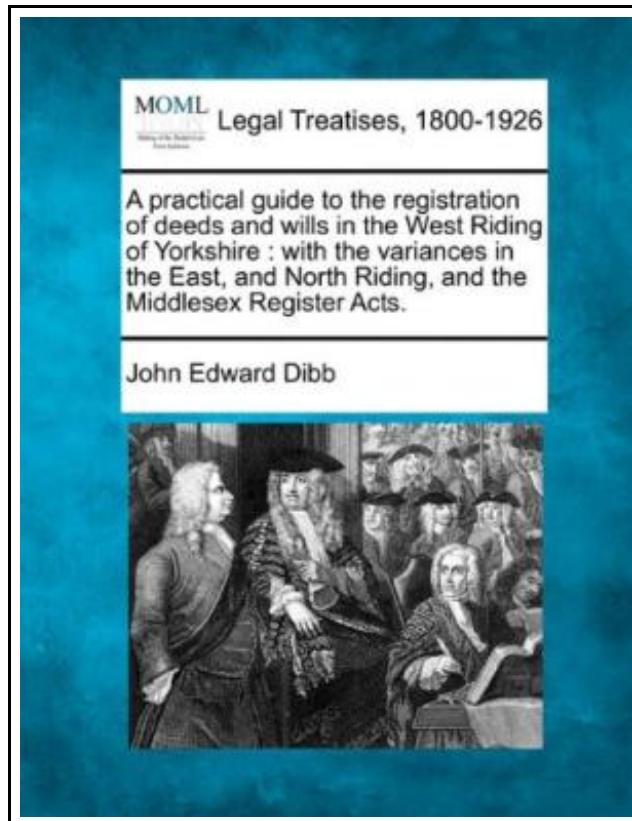 MOML
Legal Treatises, 1800-1926
A practical guide to the registration
of deeds and wills in the West Riding
of Yorkshire : with the variances in
the East, and North Riding, and the
Middlesex Register Acts.
John Edward Dibb